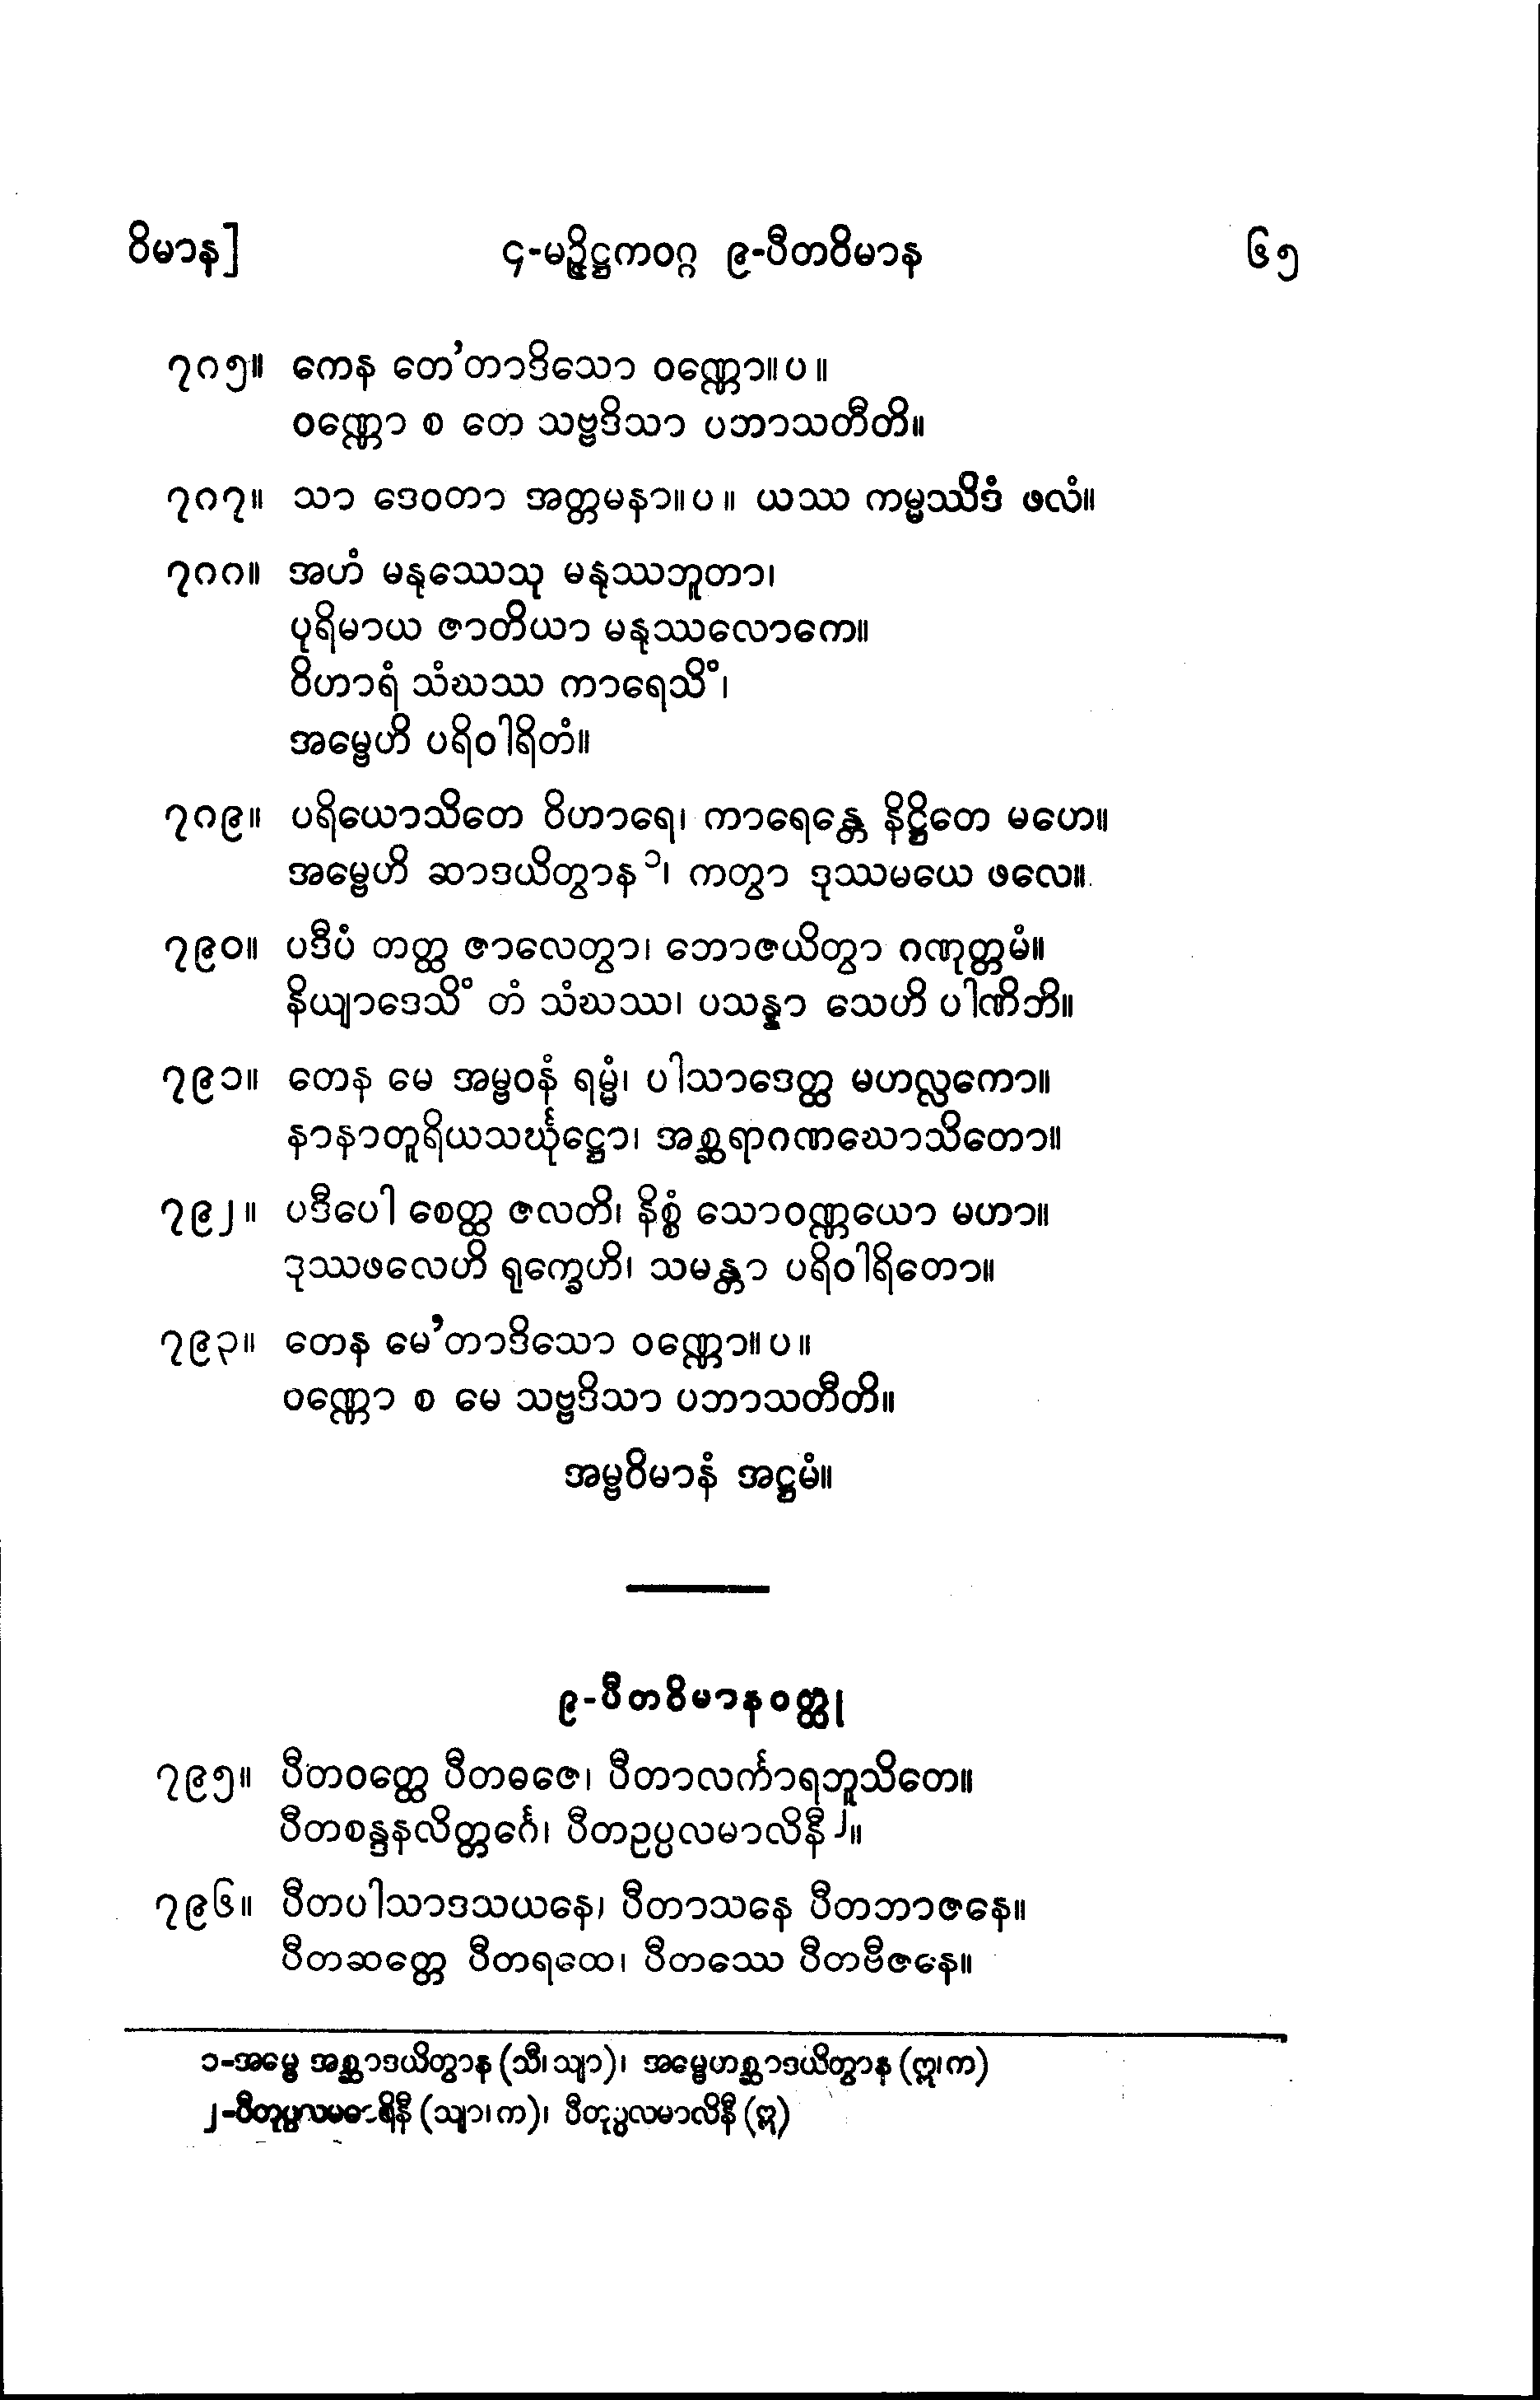 ဝိမာန]
၄-မဉ္ဇိဋ္ဌကဝဂ္ဂ ၉-ပီတဝိမာန
၆၅
၇၈၅။ ကေန တေ’တာဒိသော ဝဏ္ဏော။ပ။
ဝဏ္ဏော စ တေ သဗ္ဗဒိသာ ပဘာသတီတိ။
၇၈၇။ သာ ဒေဝတာ အတ္တမနာ။ပ။ ယဿ ကမ္မဿိဒံ ဖလံ။
၇၈၈။ အဟံ မနုဿေသု မနုဿဘူတာ၊
ပုရိမာယ ဇာတိယာ မနုဿလောကေ။
ဝိဟာရံ သံဃဿ ကာရေသိံ၊
အမ္ဗေဟိ ပရိဝါရိတံ။
၇၈၉။ ပရိယောသိတေ ဝိဟာရေ၊ ကာရေန္တေ နိဋ္ဌိတေ မဟေ။
အမ္ဗေဟိ ဆာဒယိတွာန၁၊ ကတွာ ဒုဿမယေ ဖလေ။
၇၉၀။ ပဒီပံ တတ္ထ ဇာလေတွာ၊ ဘောဇယိတွာ ဂဏုတ္တမံ။
နိယျာဒေသိံ တံ သံဃဿ၊ ပသန္နာ သေဟိ ပါဏိဘိ။
၇၉၁။ တေန မေ အမ္ဗဝနံ ရမ္မံ၊ ပါသာဒေတ္ထ မဟလ္လကော။
နာနာတူရိယသင်္ဃုဋ္ဌော၊ အစ္ဆရာဂဏဃောသိတော။
၇၉၂။ ပဒီပေါ စေတ္ထ ဇလတိ၊ နိစ္စံ သောဝဏ္ဏယော မဟာ။
ဒုဿဖလေဟိ ရုက္ခေဟိ၊ သမန္တာ ပရိဝါရိတော။
၇၉၃။ တေန မေ’တာဒိသော ဝဏ္ဏော။ပ။
ဝဏ္ဏော စ မေ သဗ္ဗဒိသာ ပဘာသတီတိ။
အမ္ဗဝိမာနံ အဋ္ဌမံ။
၉-ပီတဝိမာနဝတ္ထု
၇၉၅။ ပီတဝတ္ထေ ပီတဓဇေ၊ ပီတာလင်္ကာရဘူသိတေ။
ပီတစန္ဒနလိတ္တင်္ဂေ၊ ပီတဥပ္ပလမာလိနီ၂။
၇၉၆။ ပီတပါသာဒသယနေ၊ ပီတာသနေ ပီတဘာဇနေ။
ပီတဆတ္တေ ပီတရထေ၊ ပီတဿေ ပီတဗီဇနေ။
၁-အမ္ဗေ အစ္ဆာဒယိတွာန (သီ၊သျာ)၊ အမ္ဗေဟစ္ဆာဒယိတွာန (ဣ၊က)
၂-ပီတုပ္ပလမဓာရိနီ (သျာ၊က)၊ ပီတုပ္ပလမာလိနီ (ဣ)